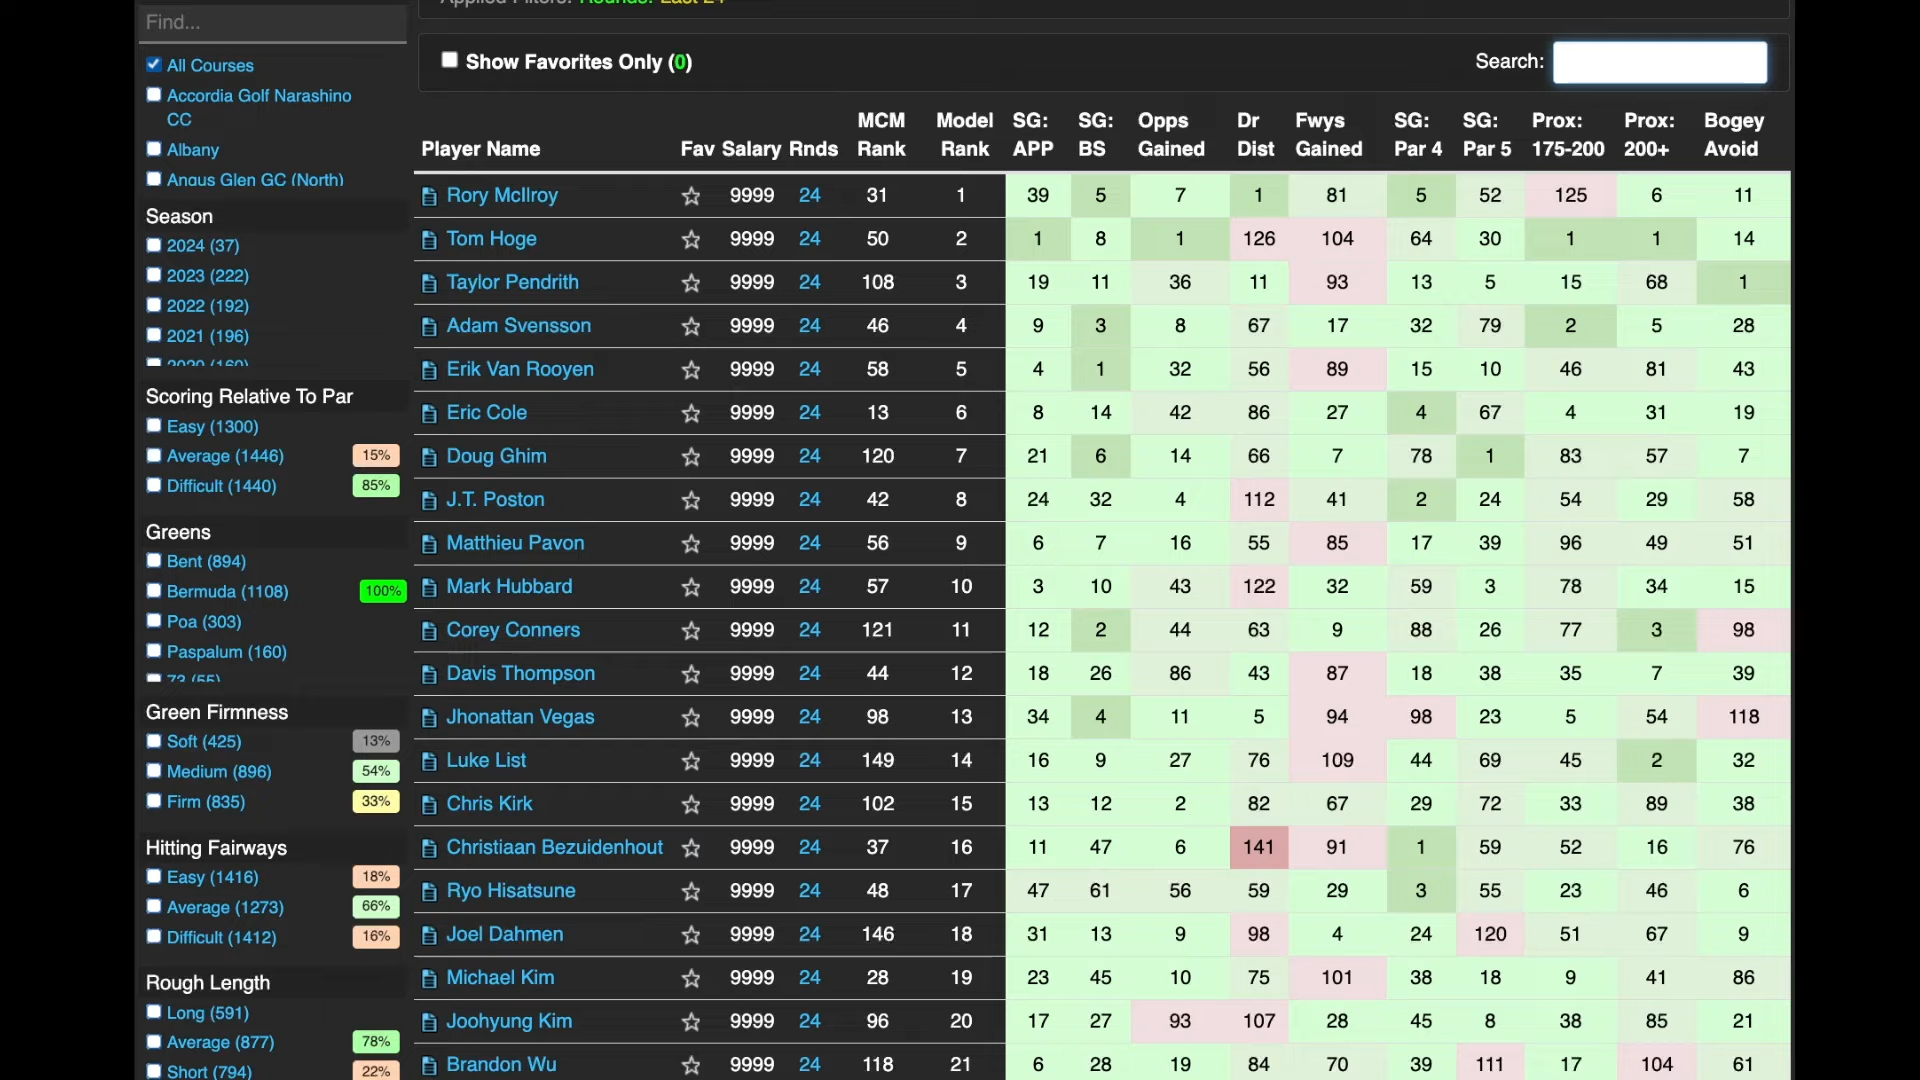 Applied Filters: Rounds: Last 24
Find...
Show Favorites Only (0)
Search:
All Courses
Accordia Golf Narashino
CC
Albany
Angus Glen GC (North)
Season
2024 (37)
2023 (222)
2022 (192)
2021 (196)
2020 (160)
Scoring Relative To Par
Easy (1300)
Average (1446) 15%
Difficult (1440) 85%
Greens
Bent (894)
Bermuda (1108) 100%
Poa (303)
Paspalum (160)
?? (55)
Green Firmness
Soft (425) 13%
Medium (896) 54%
Firm (835) 33%
Hitting Fairways
Easy (1416) 18%
Average (1273) 66%
Difficult (1412) 16%
Rough Length
Long (591)
Average (877) 78%
Short (794) 22%
MCM Model SG: SG: Opps Dr Fwys SG: SG: Prox: Prox: Bogey
Player Name Fav Salary Rnds Rank Rank APP BS Gained Dist Gained Par 4 Par 5 175-200 200+ Avoid
Rory McIlroy 9999 24 31 1 39 5 7 1 81 5 52 125 6 11
Tom Hoge 9999 24 50 2 1 8 1 126 104 64 30 1 1 14
Taylor Pendrith 9999 24 108 3 19 11 36 11 93 13 5 15 68 1
Adam Svensson 9999 24 46 4 9 3 8 67 17 32 79 2 5 28
Erik Van Rooyen 9999 24 58 5 4 1 32 56 89 15 10 46 81 43
Eric Cole 9999 24 13 6 8 14 42 86 27 4 67 4 31 19
Doug Ghim 9999 24 120 7 21 6 14 66 7 78 1 83 57 7
J.T. Poston 9999 24 42 8 24 32 4 112 41 2 24 54 29 58
Matthieu Pavon 9999 24 56 9 6 7 16 55 85 17 39 96 49 51
Mark Hubbard 9999 24 57 10 3 10 43 122 32 59 3 78 34 15
Corey Conners 9999 24 121 11 12 2 44 63 9 88 26 77 3 98
Davis Thompson 9999 24 44 12 18 26 86 43 87 18 38 35 7 39
Jhonattan Vegas 9999 24 98 13 34 4 11 5 94 98 23 5 54 118
Luke List 9999 24 149 14 16 9 27 76 109 44 69 45 2 32
Chris Kirk 9999 24 102 15 13 12 2 82 67 29 72 33 89 38
Christiaan Bezuidenhout 9999 24 37 16 11 47 6 141 91 1 59 52 16 76
Ryo Hisatsune 9999 24 48 17 47 61 56 59 29 3 55 23 46 6
Joel Dahmen 9999 24 146 18 31 13 9 98 4 24 120 51 67 9
Michael Kim 9999 24 28 19 23 45 10 75 101 38 18 9 41 86
Joohyung Kim 9999 24 96 20 17 27 93 107 28 45 8 38 85 21
Brandon Wu 9999 24 118 21 6 28 19 84 70 39 111 17 104 61